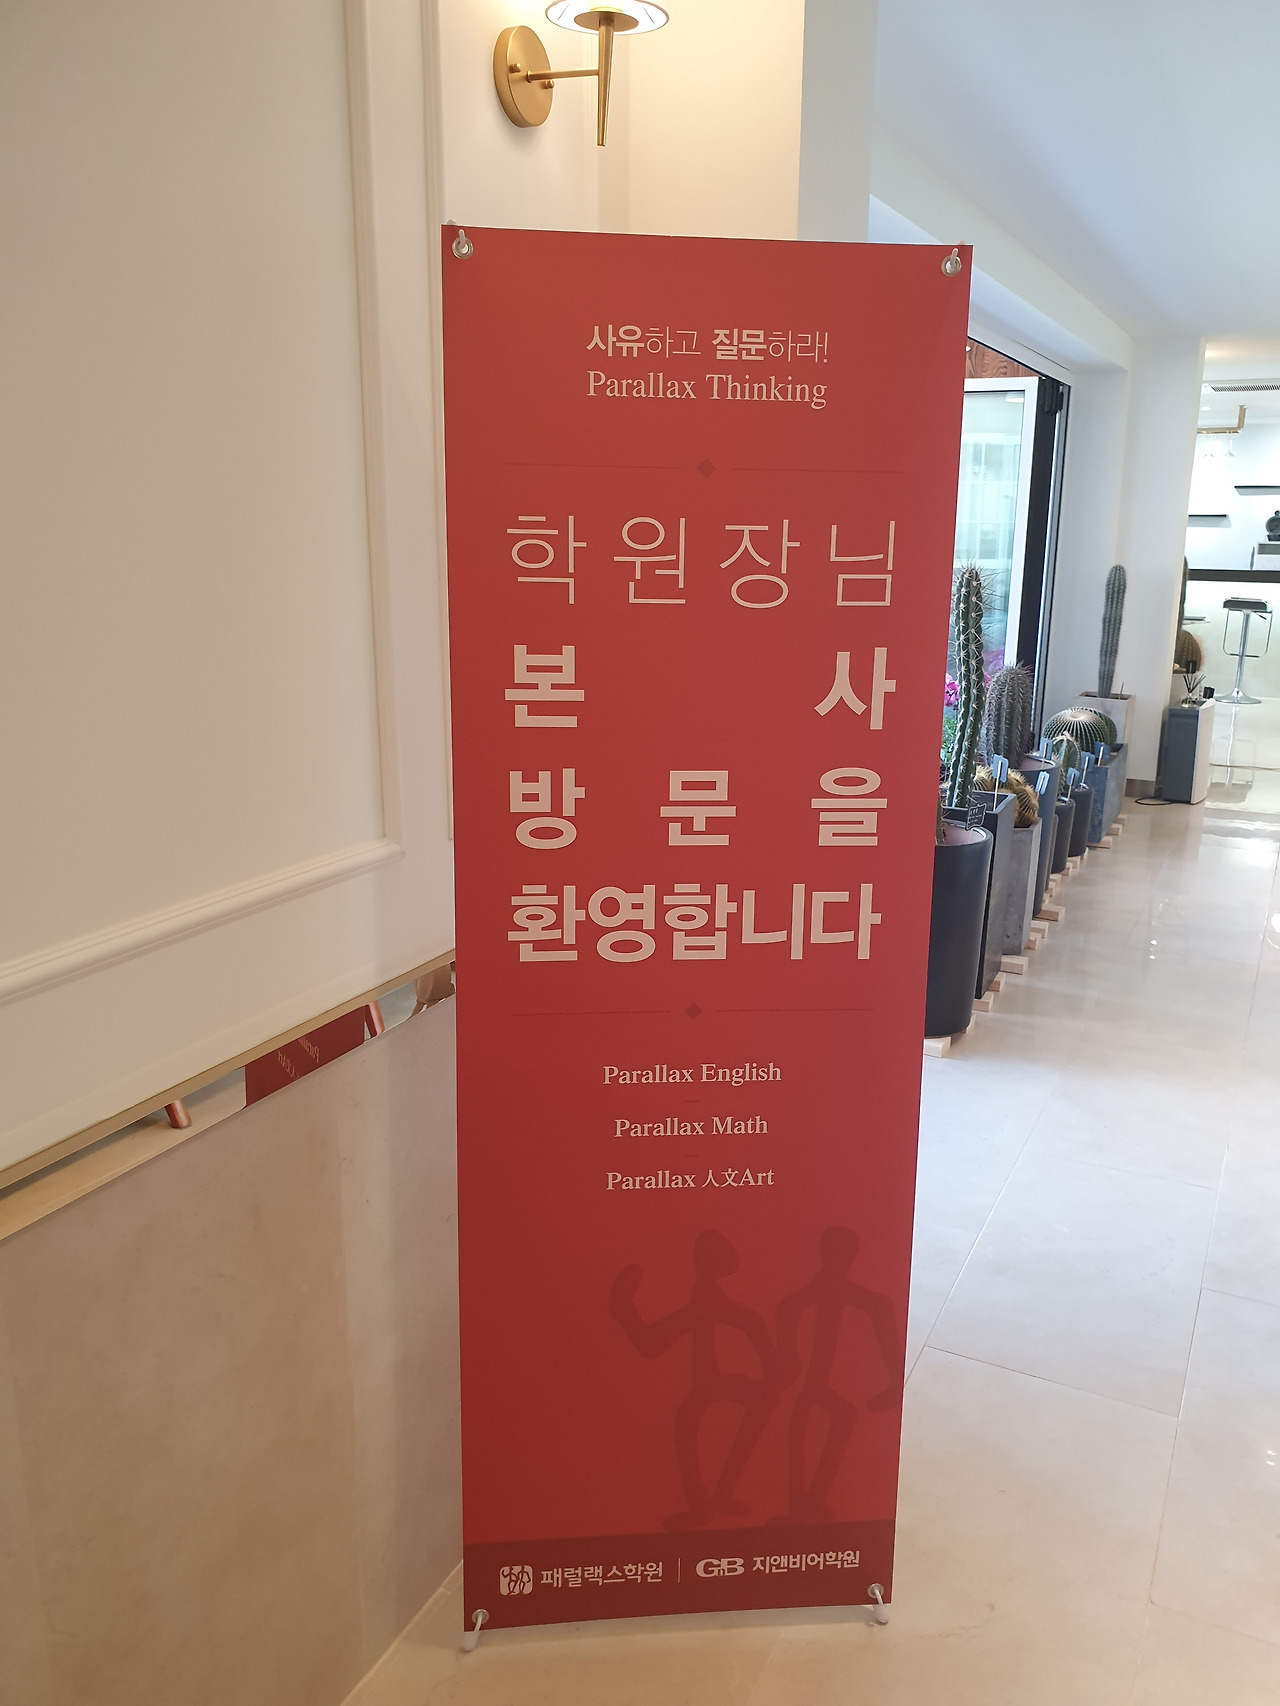 사유하고 질문하라!
Parallax Thinking
학원장님
본 사
방 문 을
환영합니다
Parallax English
Parallax Math
Parallax 人文Art
패럴랙스학원 | GnB 지앤비어학원